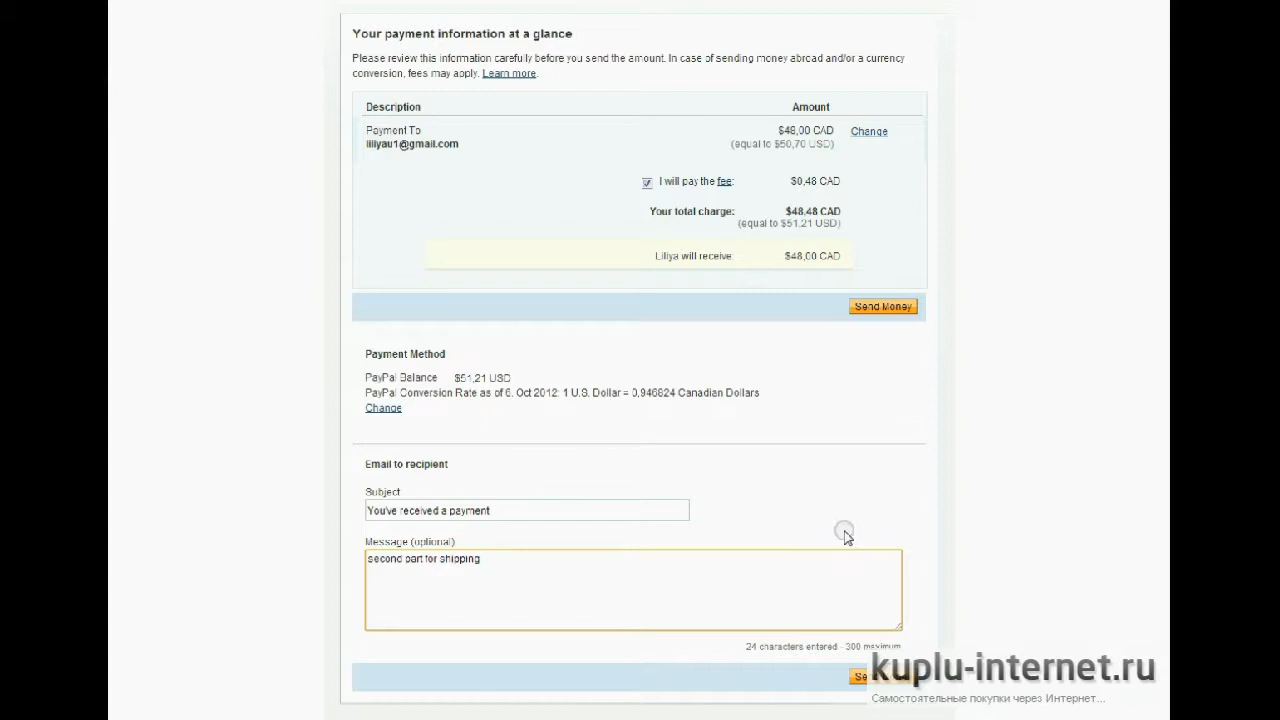 Your payment information at a glance
Please review this information carefully before you send the amount. In case of sending money abroad and/or a currency
conversion, fees may apply. Learn more.
Description Amount
Payment To $48,00 CAD Change
liliyau1@gmail.com (equal to $50,70 USD)
I will pay the fee: $0,48 CAD
Your total charge: $48,48 CAD
(equal to $51,21 USD)
Liliya will receive: $48,00 CAD
Send Money
Payment Method
PayPal Balance $51,21 USD
PayPal Conversion Rate as of 6. Oct 2012: 1 U.S. Dollar = 0,946824 Canadian Dollars
Change
Email to recipient
Subject
You've received a payment
Message (optional)
second part for shipping
24 characters entered - 300 maximum
kuplu-internet.ru
Самостоятельные покупки через Интернет...